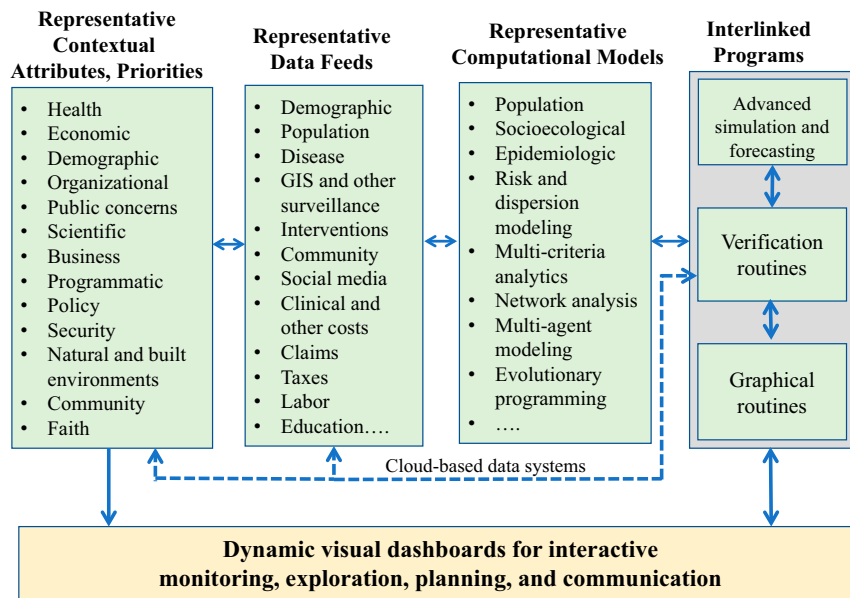 Representative
Contextual
Attributes, Priorities
• Health
• Economic
• Demographic
• Organizational
• Public concerns
• Scientific
• Business
• Programmatic
• Policy
• Security
• Natural and built
environments
• Community
• Faith
Representative
Data Feeds
• Demographic
• Population
• Disease
• GIS and other
surveillance
• Interventions
• Community
• Social media
• Clinical and
other costs
• Claims
• Taxes
• Labor
• Education….
Representative
Computational Models
• Population
• Socioecological
• Epidemiologic
• Risk and
dispersion
modeling
• Multi-criteria
analytics
• Network analysis
• Multi-agent
modeling
• Evolutionary
programming
• ….
Interlinked
Programs
Advanced
simulation and
forecasting
Verification
routines
Graphical
routines
Cloud-based data systems
Dynamic visual dashboards for interactive
monitoring, exploration, planning, and communication